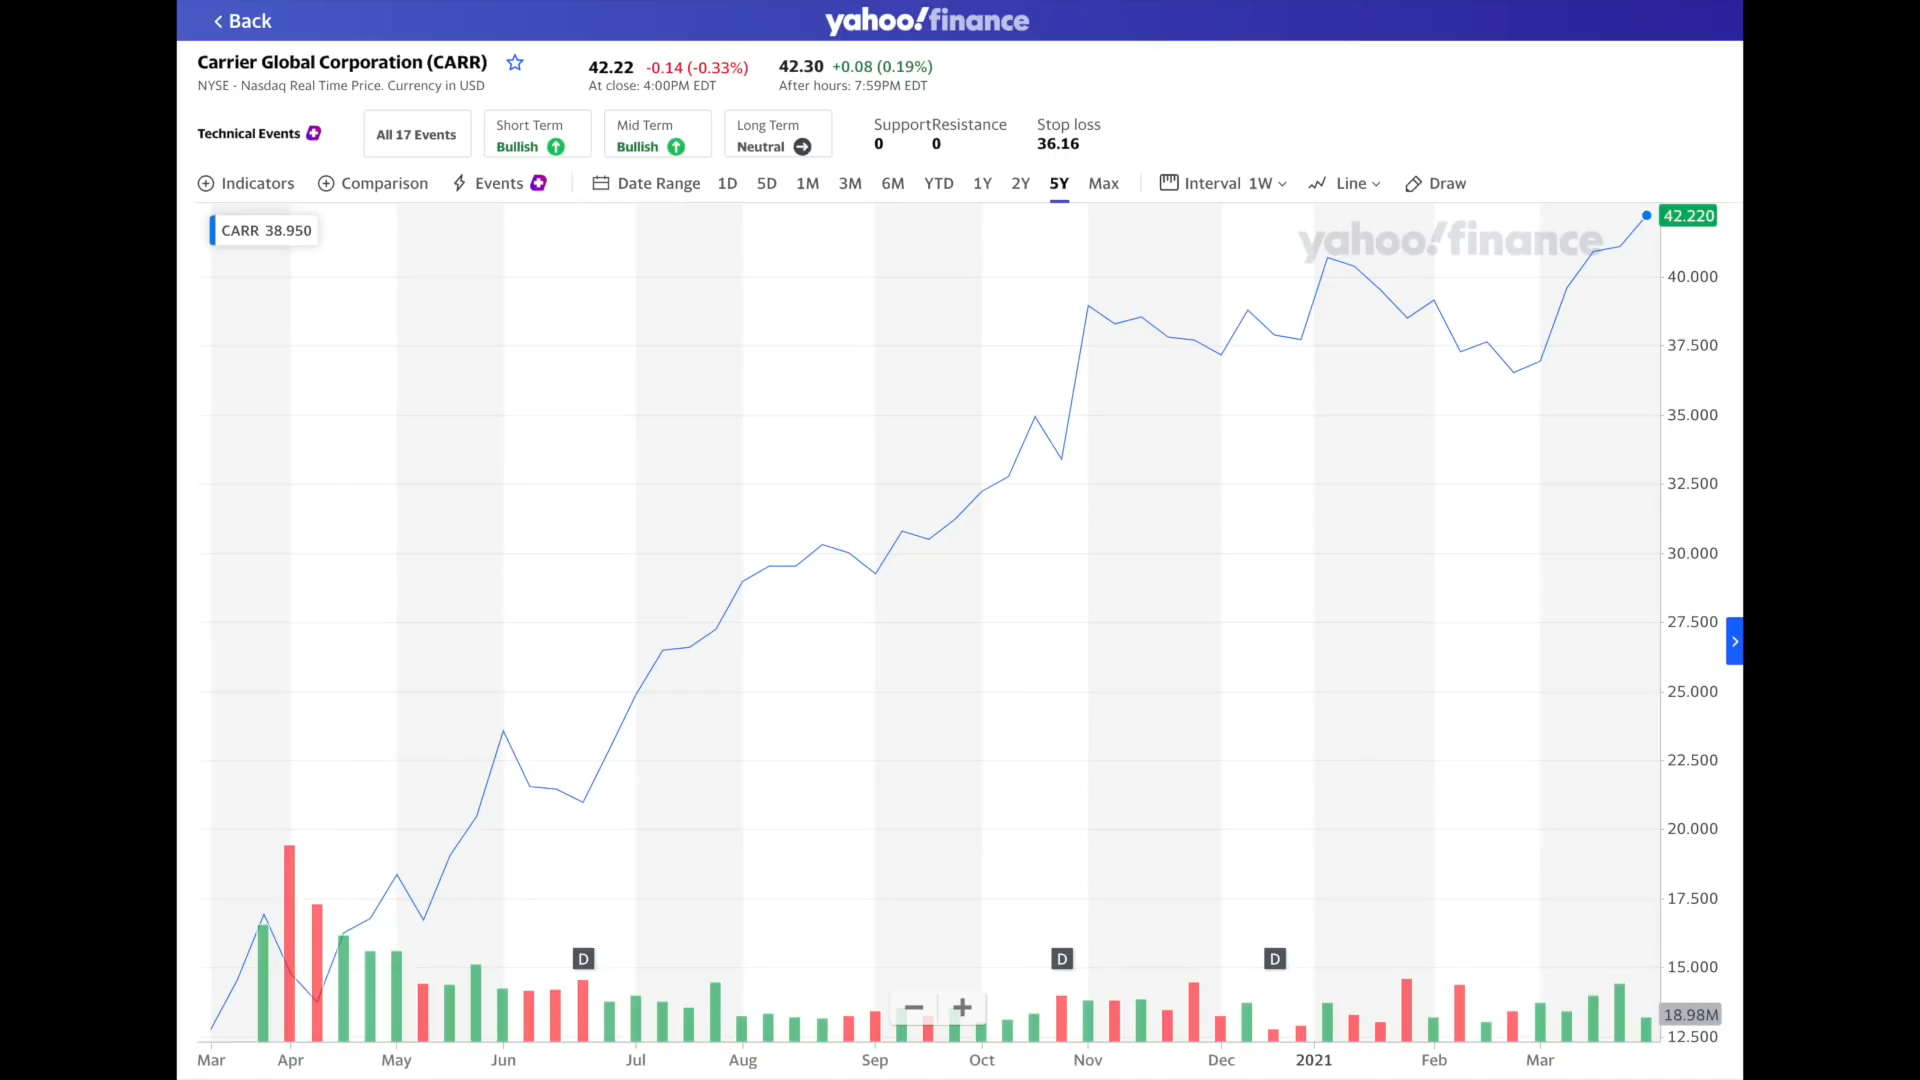 Back
yahoo!finance
Carrier Global Corporation (CARR)
42.22 -0.14 (-0.33%) 42.30 +0.08 (0.19%)
NYSE - Nasdaq Real Time Price. Currency in USD
At close: 4:00PM EDT After hours: 7:59PM EDT
Technical Events
All 17 Events
Short Term
Bullish
Mid Term
Bullish
Long Term
Neutral
Support
0
Resistance
0
Stop loss
36.16
Indicators Comparison Events Date Range 1D 5D 1M 3M 6M YTD 1Y 2Y 5Y Max Interval 1W Line Draw
CARR 38.950
yahoo!finance
42.220
40.000
37.500
35.000
32.500
30.000
27.500
25.000
22.500
20.000
17.500
D D D
15.000
18.98M
12.500
Mar Apr May Jun Jul Aug Sep Oct Nov Dec 2021 Feb Mar